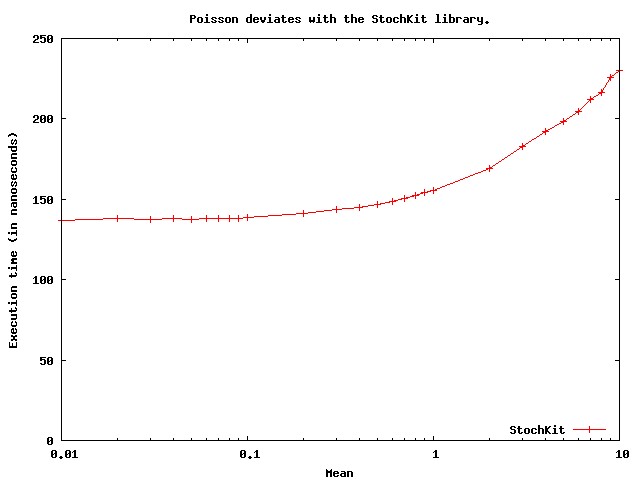 Poisson deviates with the StochKit library.
250
200
150
100
50
0
Execution time (in nanoseconds)
StochKit
0.01 0.1 1 10
Mean